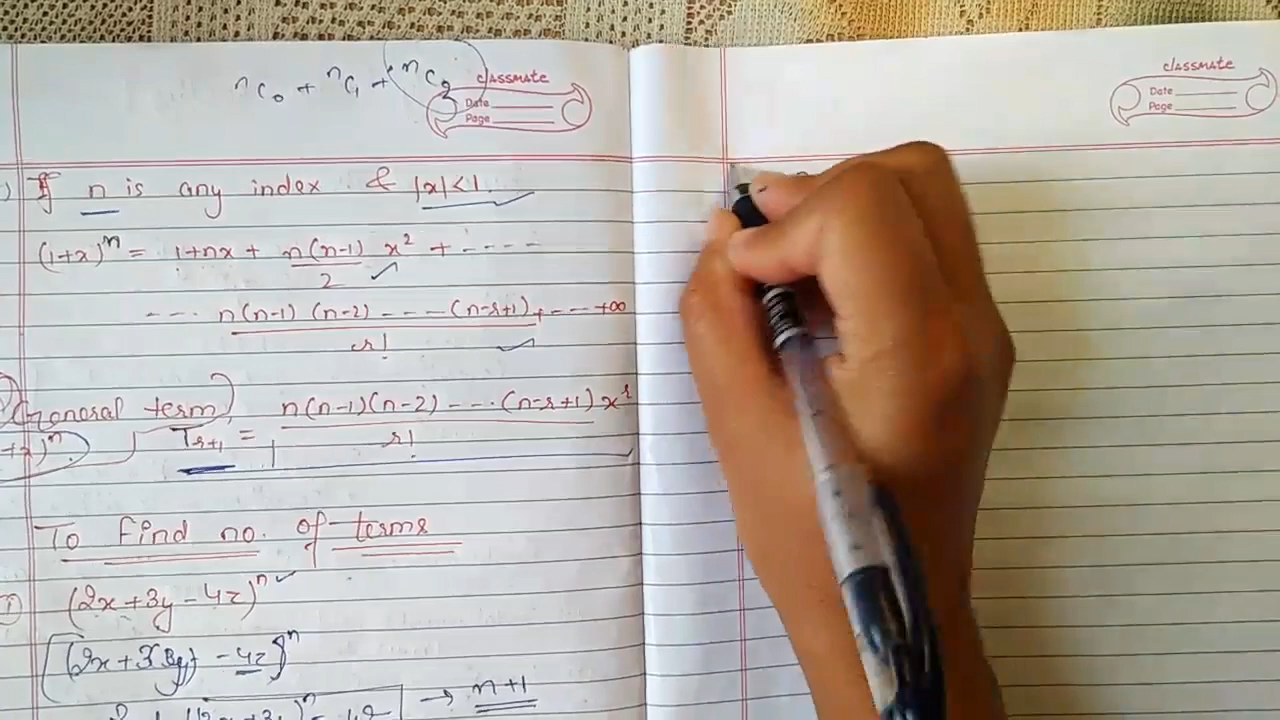 ⁿC₀ + ⁿC₁ + ⁿC₂
classmate
Date
Page
If n is any index & |x|<1.
(1+x)ⁿ = 1+nx + n(n-1)/2 x² + ----
--- n(n-1)(n-2) ---- (n-r+1)/r! + --- +∞
General term
+x)ⁿ Tᵣ₊₁ = n(n-1)(n-2) ---- (n-r+1) xʳ/r!
To find no. of terms
① (2x+3y-4z)ⁿ
[(2x+3y) - 4z]ⁿ
→ n+1
classmate
Date
Page